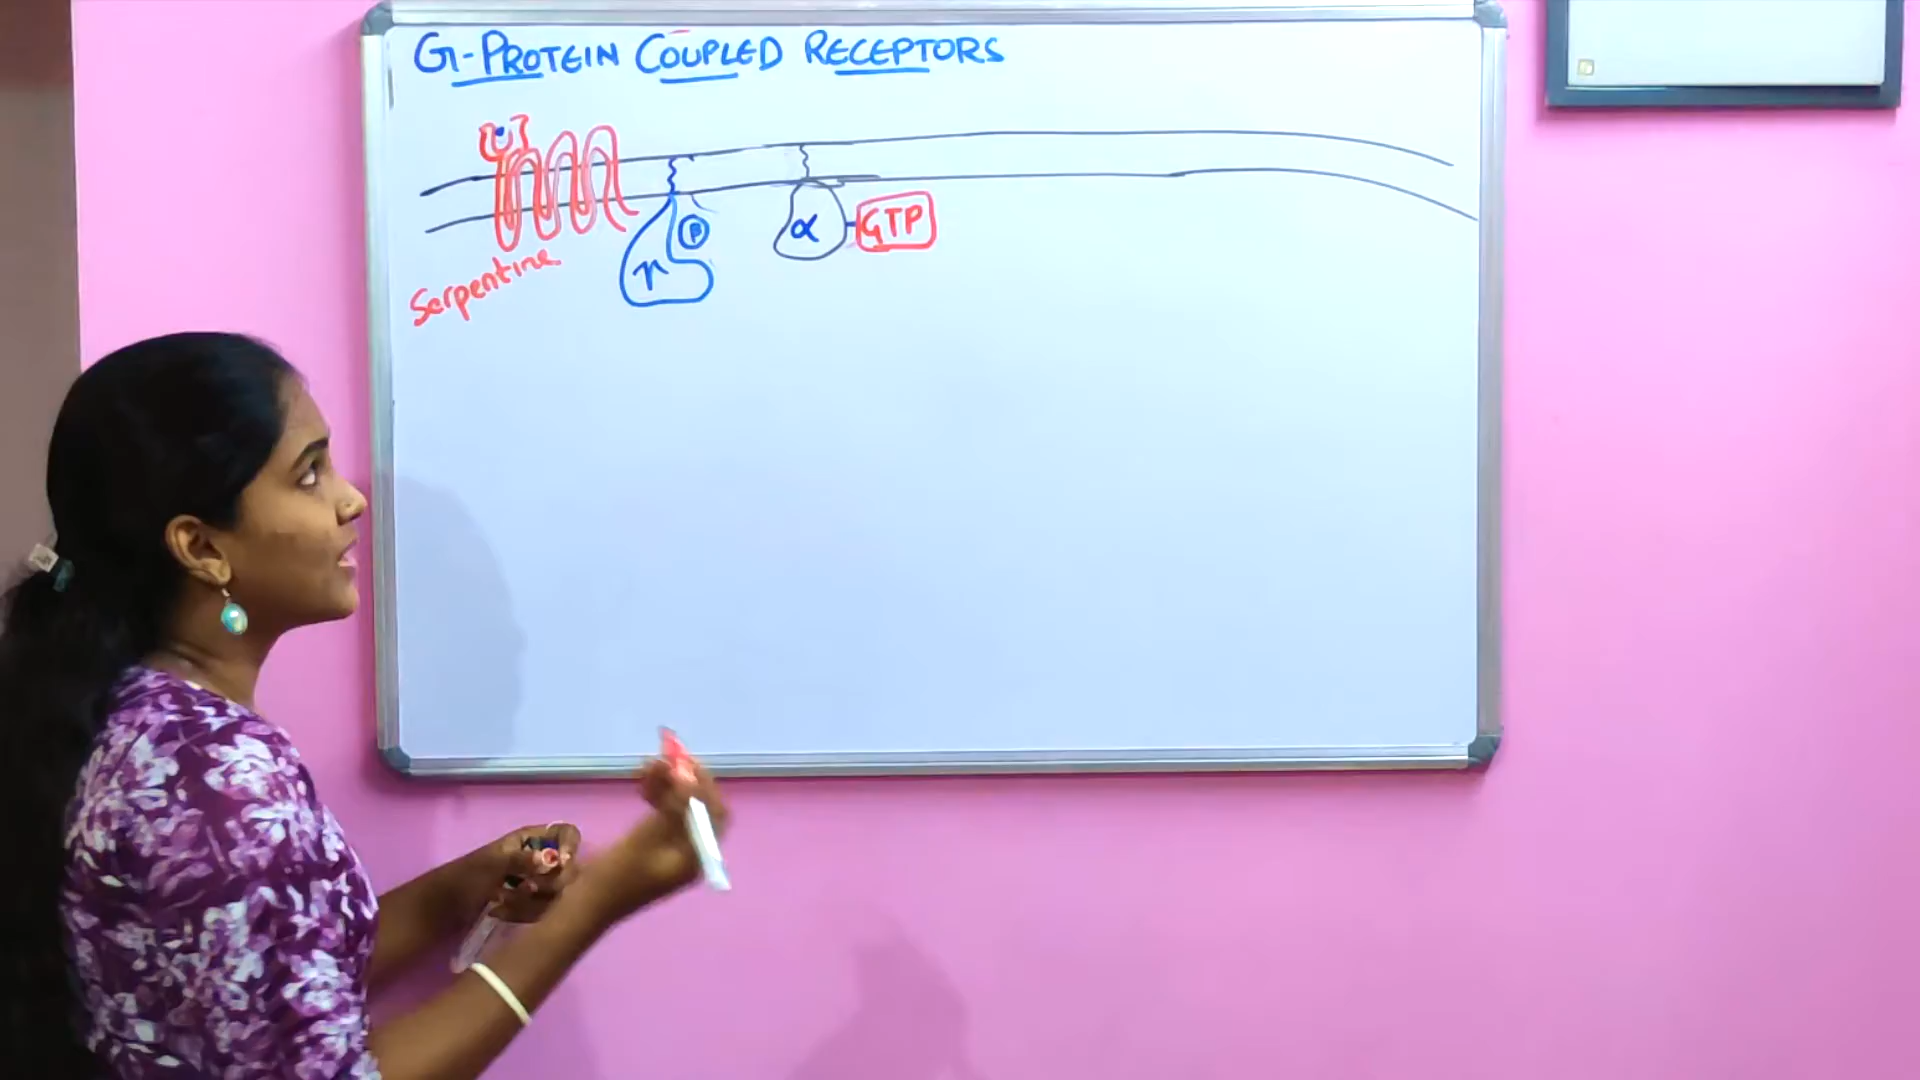 G-PROTEIN COUPLED RECEPTORS
α
GTP
β
γ
Serpentine